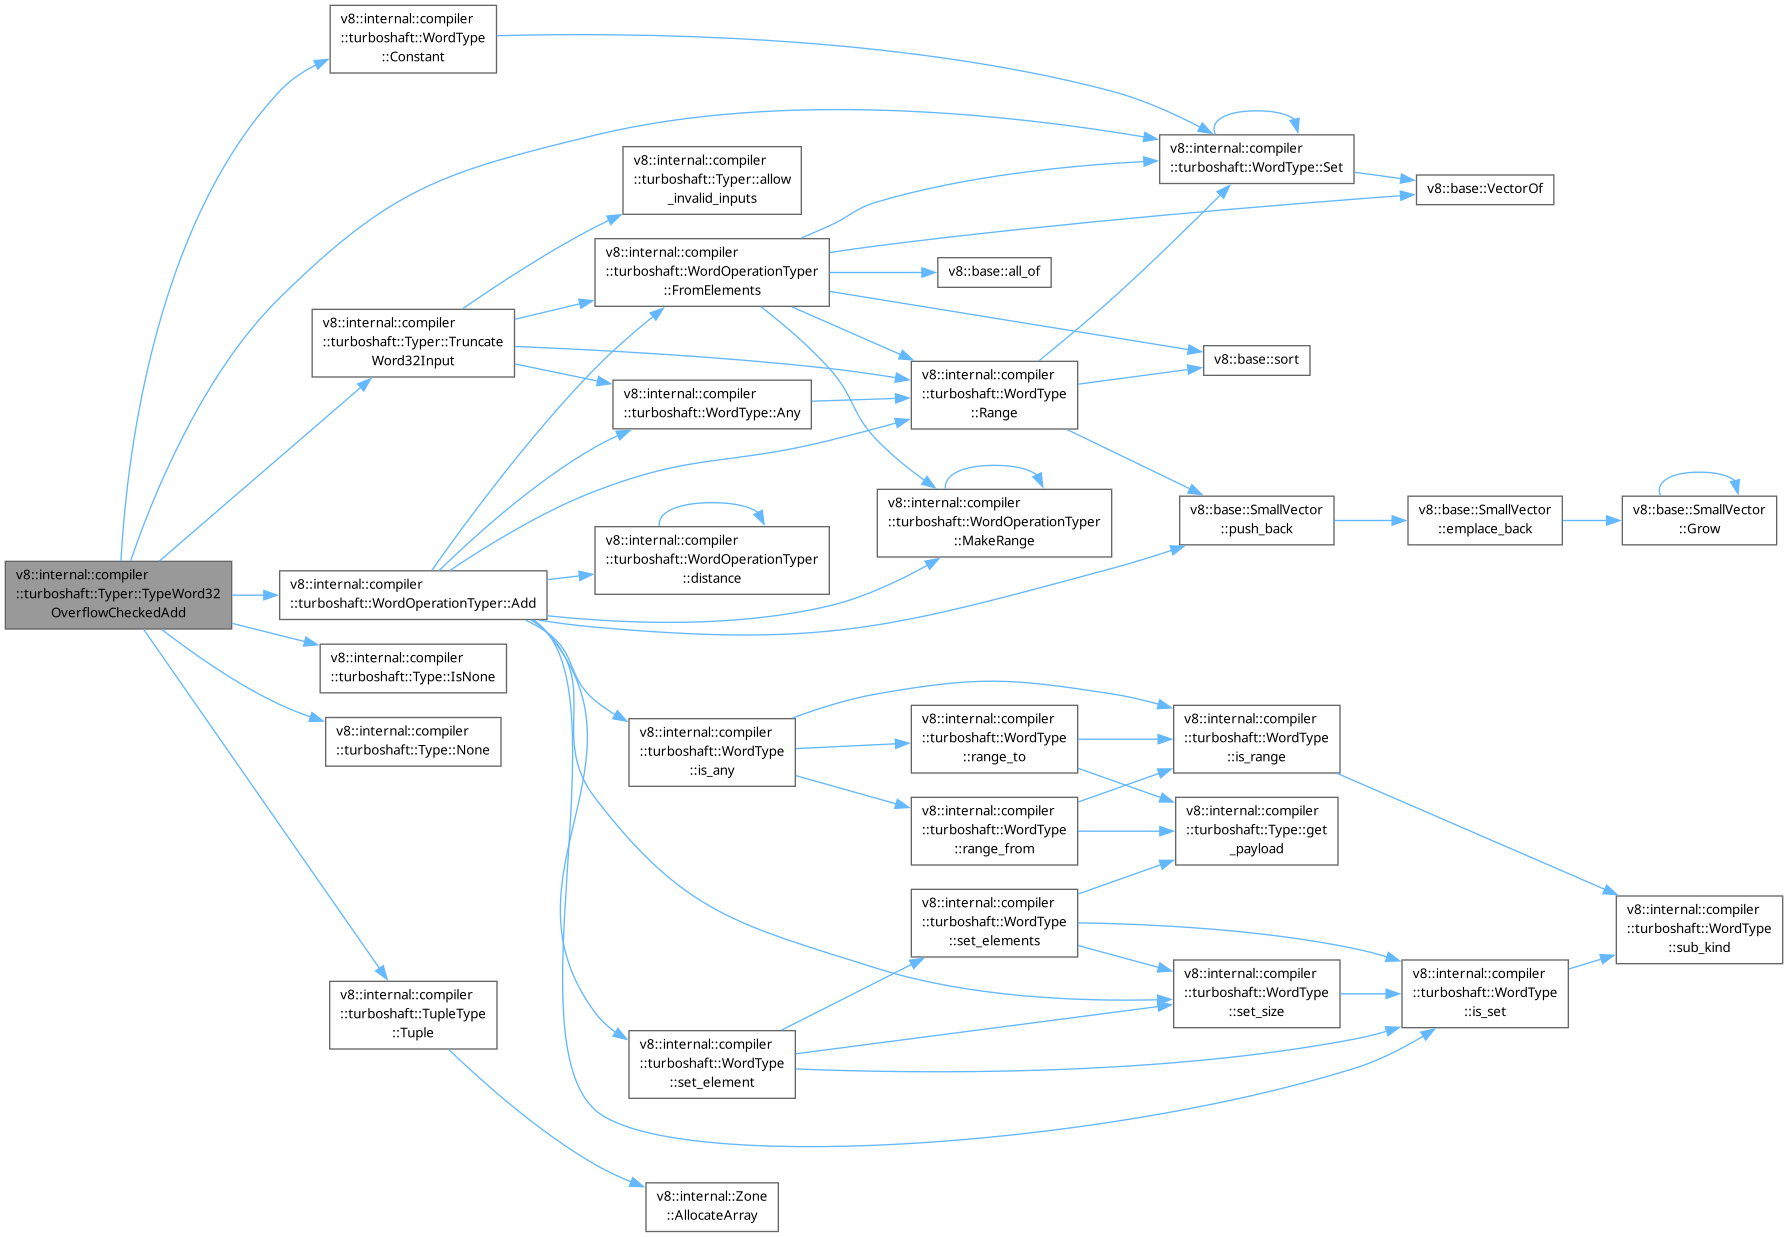 v8::internal::compiler
::turboshaft::WordType
::Constant
v8::internal::compiler
::turboshaft::WordType::Set
v8::internal::compiler
::turboshaft::Typer::allow
_invalid_inputs
v8::base::VectorOf
v8::internal::compiler
::turboshaft::WordOperationTyper
::FromElements
v8::base::all_of
v8::internal::compiler
::turboshaft::Typer::Truncate
Word32Input
v8::base::sort
v8::internal::compiler
::turboshaft::WordType
::Range
v8::internal::compiler
::turboshaft::WordType::Any
v8::internal::compiler
::turboshaft::WordOperationTyper
::MakeRange
v8::base::SmallVector
::push_back
v8::base::SmallVector
::emplace_back
v8::base::SmallVector
::Grow
v8::internal::compiler
::turboshaft::WordOperationTyper
::distance
v8::internal::compiler
::turboshaft::Typer::TypeWord32
OverflowCheckedAdd
v8::internal::compiler
::turboshaft::WordOperationTyper::Add
v8::internal::compiler
::turboshaft::Type::IsNone
v8::internal::compiler
::turboshaft::Type::None
v8::internal::compiler
::turboshaft::WordType
::is_any
v8::internal::compiler
::turboshaft::WordType
::range_to
v8::internal::compiler
::turboshaft::WordType
::is_range
v8::internal::compiler
::turboshaft::WordType
::range_from
v8::internal::compiler
::turboshaft::Type::get
_payload
v8::internal::compiler
::turboshaft::WordType
::set_elements
v8::internal::compiler
::turboshaft::WordType
::sub_kind
v8::internal::compiler
::turboshaft::WordType
::set_size
v8::internal::compiler
::turboshaft::WordType
::is_set
v8::internal::compiler
::turboshaft::TupleType
::Tuple
v8::internal::compiler
::turboshaft::WordType
::set_element
v8::internal::Zone
::AllocateArray